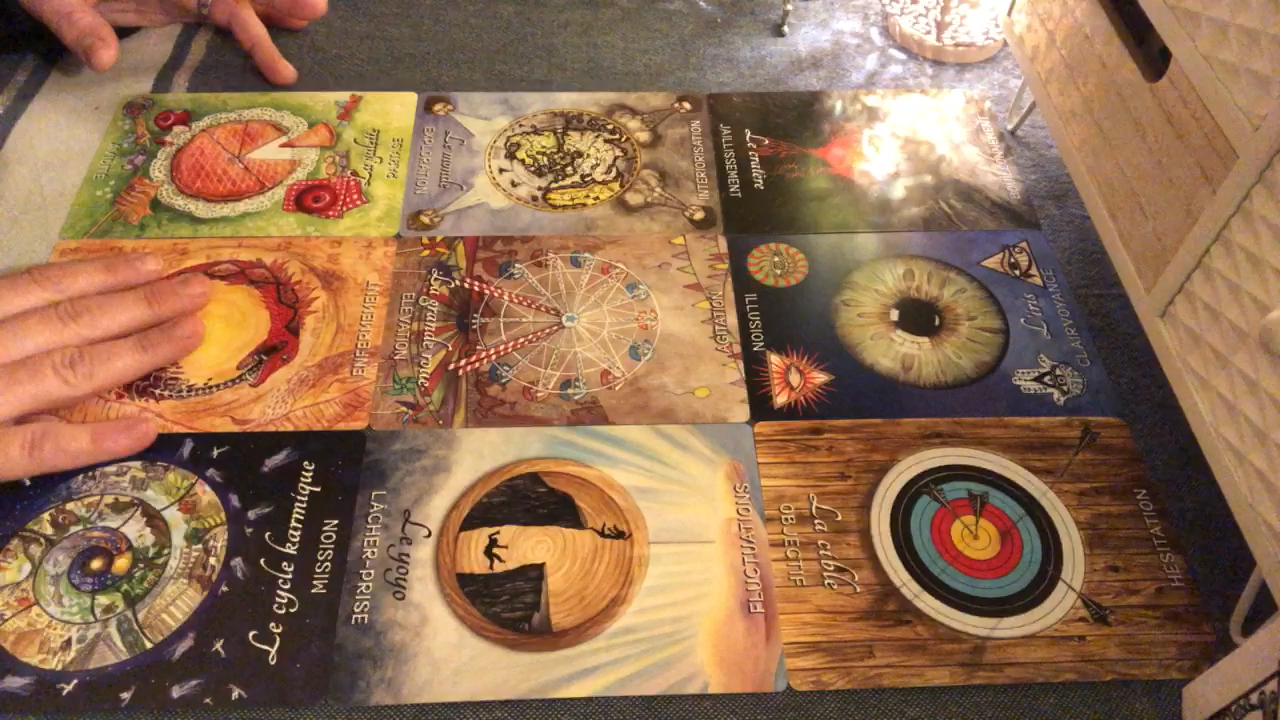 La galette
PARTAGE
Le monde
EXPLORATION
INTERIORISATION
Le cratère
JAILLISSEMENT
ENFERMEMENT
La grande roue
ELEVATION
AGITATION
ILLUSION
L'iris
CLAIRVOYANCE
Le cycle karmique
MISSION
Le yoyo
LÂCHER-PRISE
FLUCTUATIONS
La cible
OBJECTIF
HESITATION